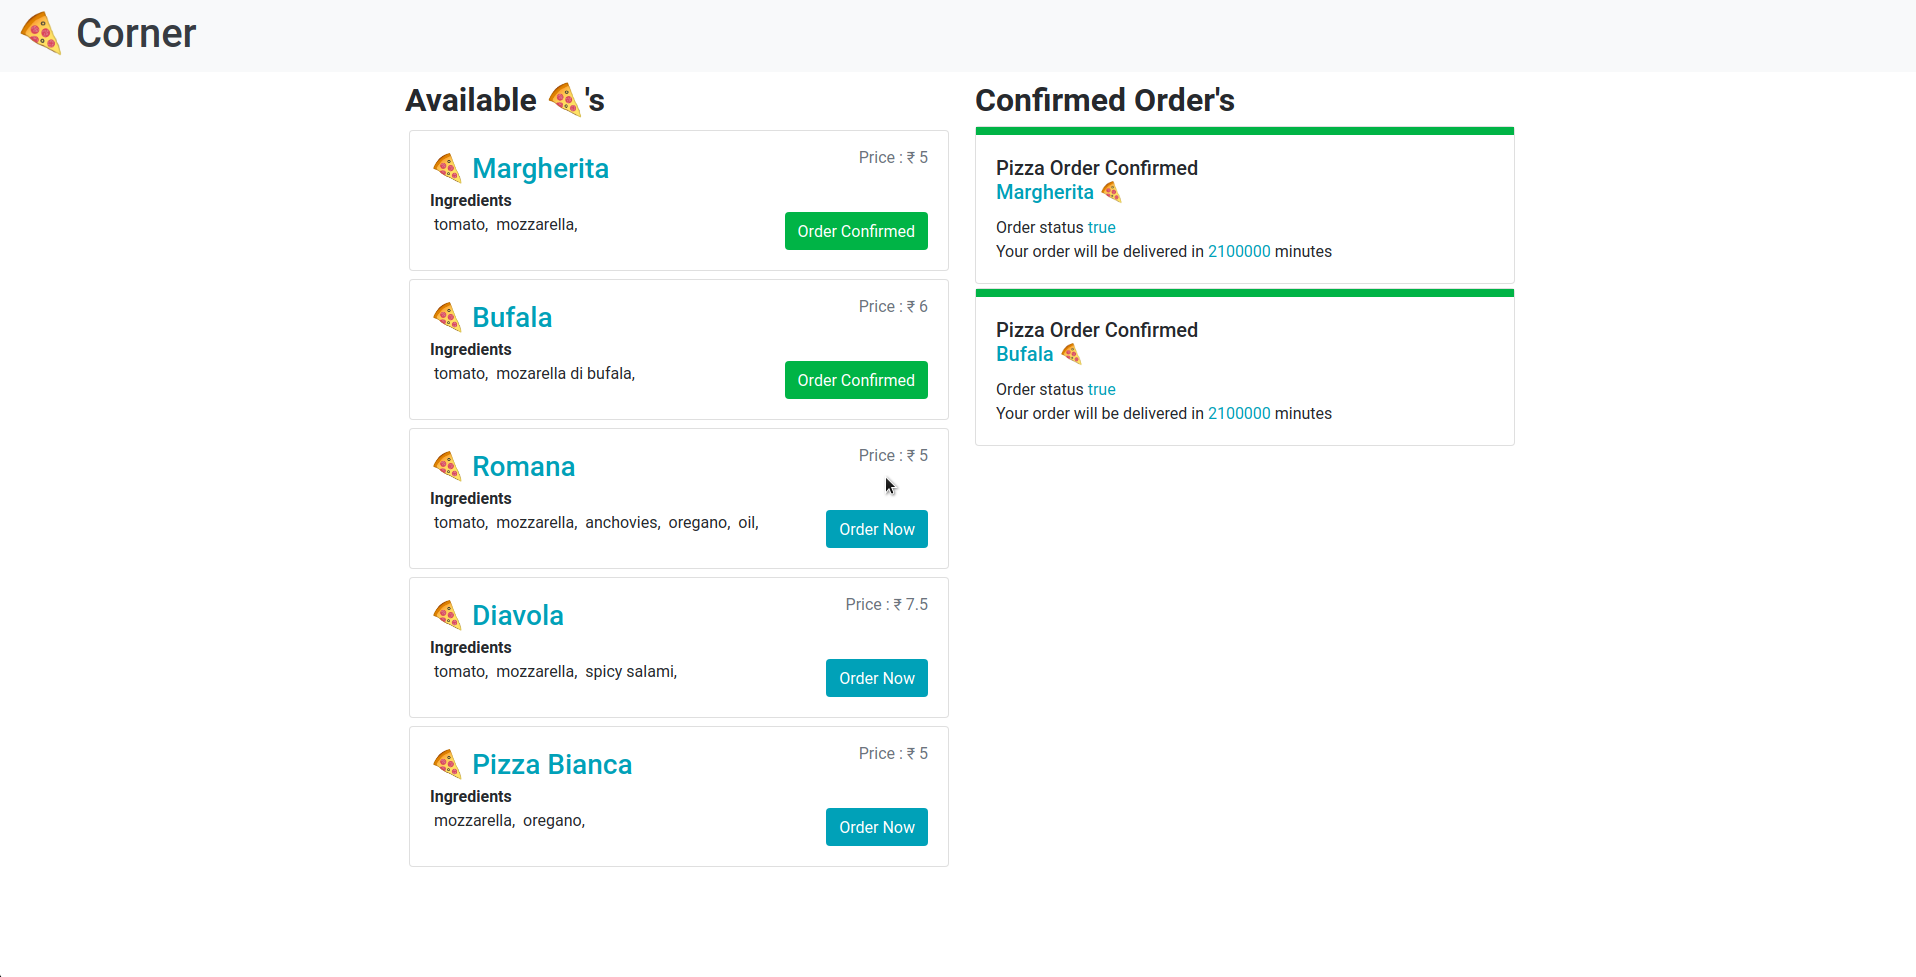 🍕 Corner
Available 🍕's
🍕 Margherita
Price : ₹ 5
Ingredients
tomato, mozzarella,
Order Confirmed
🍕 Bufala
Price : ₹ 6
Ingredients
tomato, mozarella di bufala,
Order Confirmed
🍕 Romana
Price : ₹ 5
Ingredients
tomato, mozzarella, anchovies, oregano, oil,
Order Now
🍕 Diavola
Price : ₹ 7.5
Ingredients
tomato, mozzarella, spicy salami,
Order Now
🍕 Pizza Bianca
Price : ₹ 5
Ingredients
mozzarella, oregano,
Order Now
Confirmed Order's
Pizza Order Confirmed
Margherita 🍕
Order status true
Your order will be delivered in 2100000 minutes
Pizza Order Confirmed
Bufala 🍕
Order status true
Your order will be delivered in 2100000 minutes